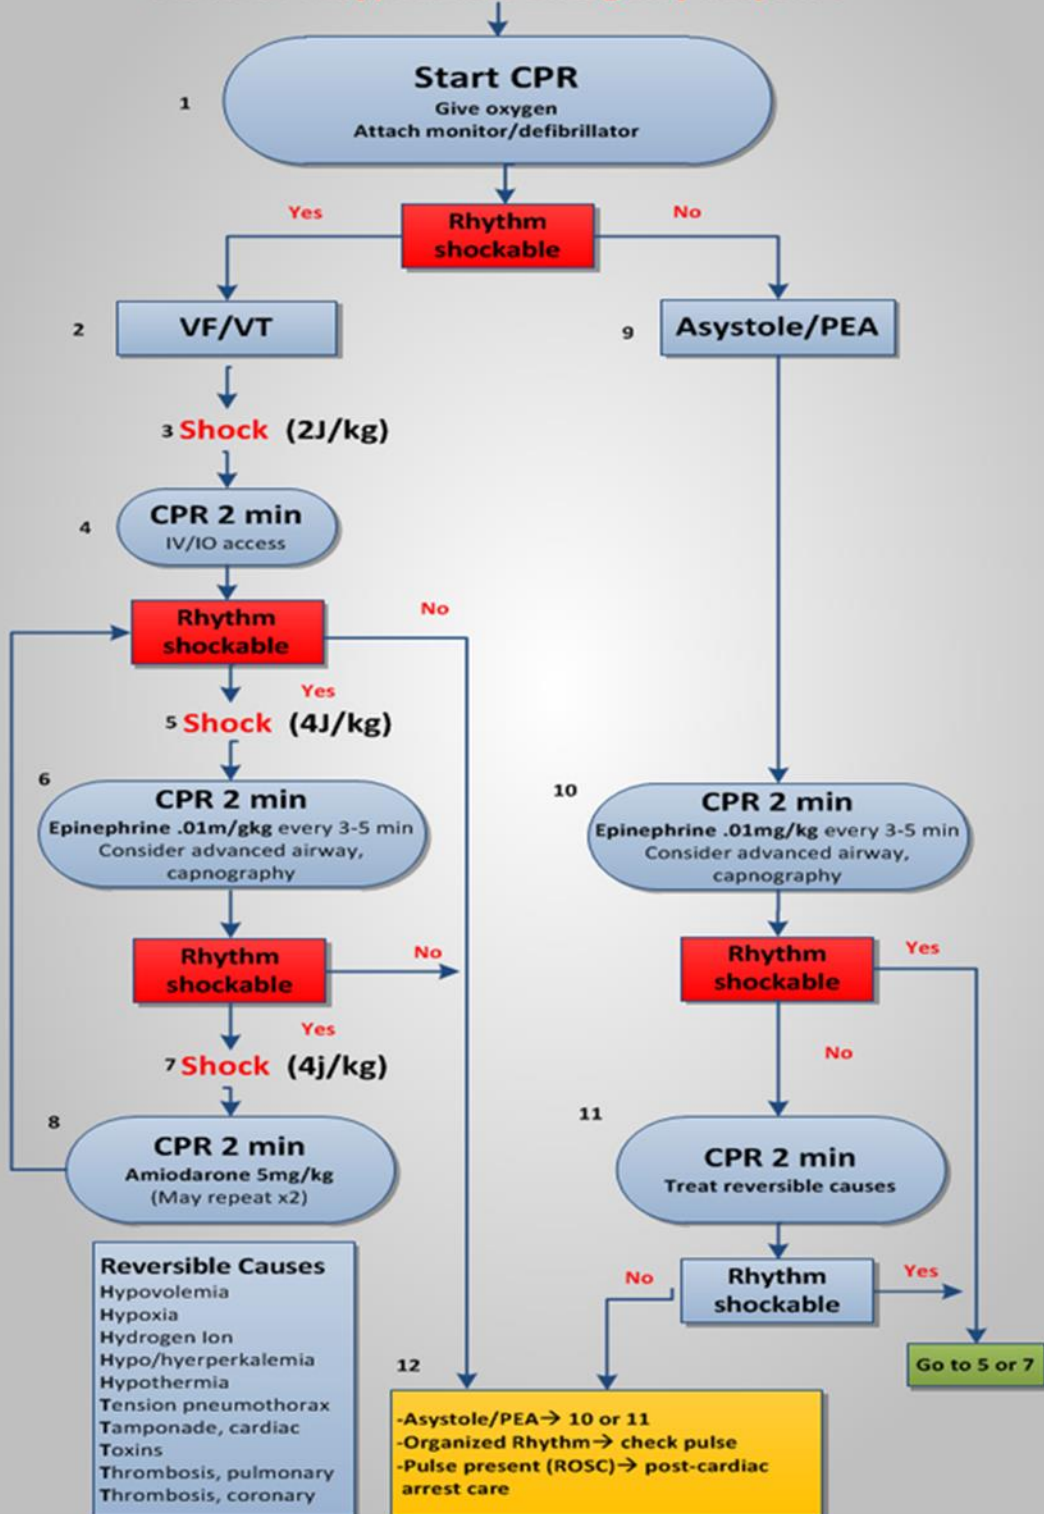 1
Start CPR
Give oxygen
Attach monitor/defibrillator
Yes
Rhythm
shockable
No
2
VF/VT
9
Asystole/PEA
3 Shock (2J/kg)
4
CPR 2 min
IV/IO access
Rhythm
shockable
No
Yes
5 Shock (4J/kg)
6
CPR 2 min
Epinephrine .01m/gkg every 3-5 min
Consider advanced airway,
capnography
10
CPR 2 min
Epinephrine .01mg/kg every 3-5 min
Consider advanced airway,
capnography
Rhythm
shockable
No
Yes
Rhythm
shockable
Yes
No
7 Shock (4j/kg)
8
CPR 2 min
Amiodarone 5mg/kg
(May repeat x2)
11
CPR 2 min
Treat reversible causes
Rhythm
shockable
No
Yes
Go to 5 or 7
Reversible Causes
Hypovolemia
Hypoxia
Hydrogen Ion
Hypo/hyerperkalemia
Hypothermia
Tension pneumothorax
Tamponade, cardiac
Toxins
Thrombosis, pulmonary
Thrombosis, coronary
12
-Asystole/PEA→ 10 or 11
-Organized Rhythm→ check pulse
-Pulse present (ROSC)→ post-cardiac
arrest care